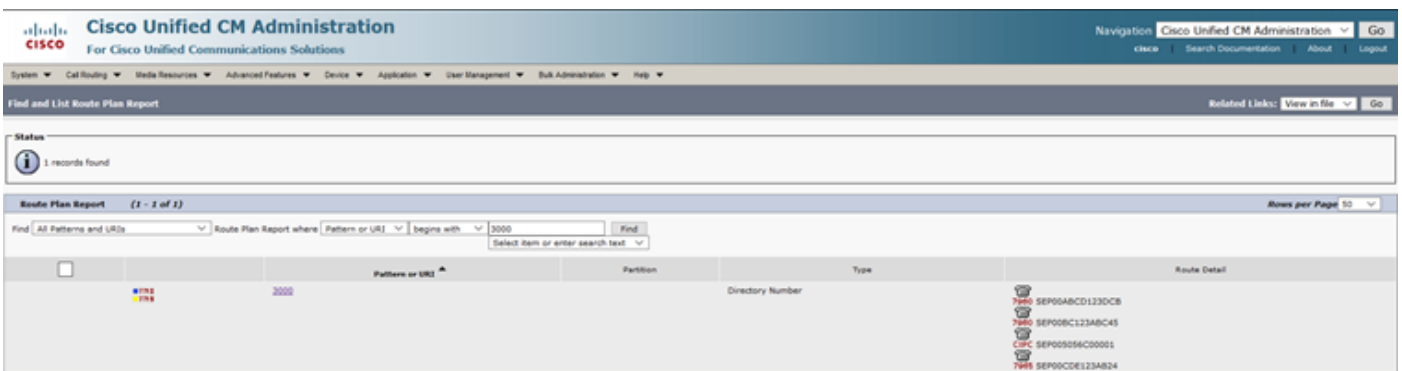 Cisco Unified CM Administration
CISCO For Cisco Unified Communications Solutions
Navigation Cisco Unified CM Administration Go
cisco | Search Documentation | About | Logout
System Call Routing Media Resources Advanced Features Device Application User Management Bulk Administration Help
Find and List Route Plan Report Related Links: View in file Go
Status
1 records found
Route Plan Report (1 - 1 of 1) Rows per Page 50
Find All Patterns and URIs Route Plan Report where Pattern or URI begins with 3000 Find
Select item or enter search text
Pattern or URI Partition Type Route Detail
3000 Directory Number
SEP00ABCD123DCB
SEP00BC123ABC45
CIPC SEP005056C00001
SEP00CDE123AB24